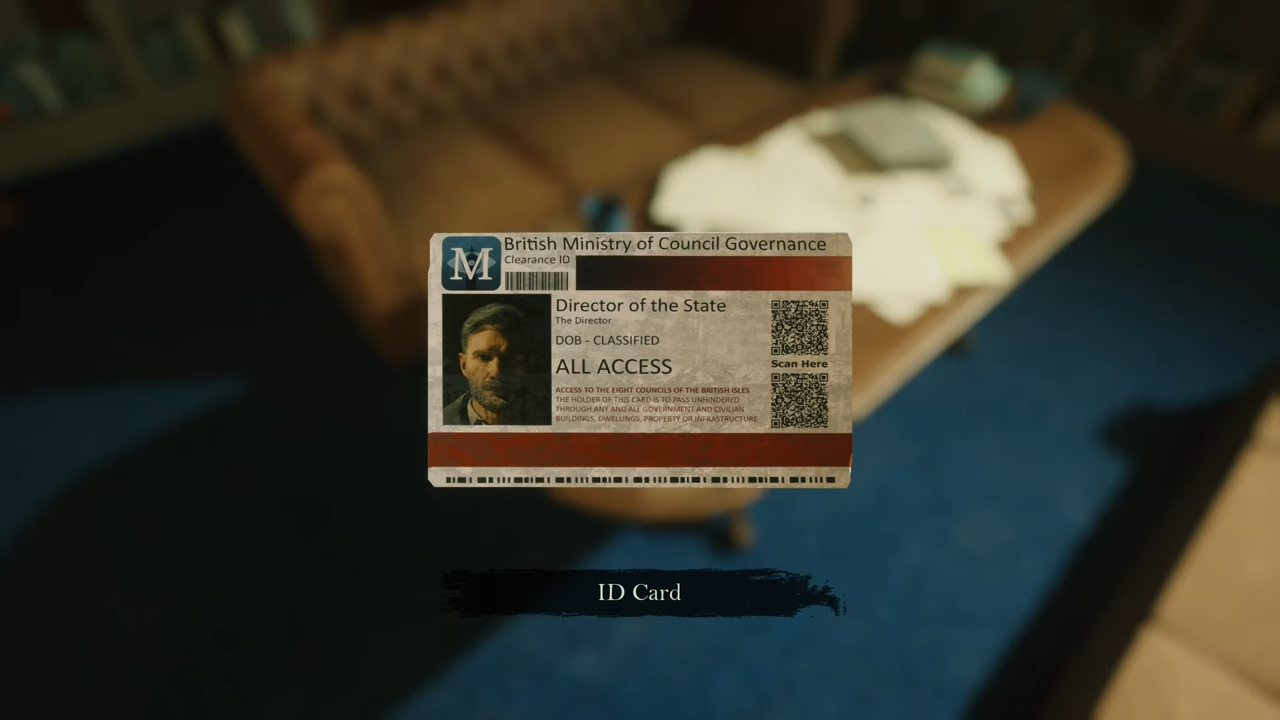 M
British Ministry of Council Governance
Clearance ID
Director of the State
The Director
DOB - CLASSIFIED
ALL ACCESS
ACCESS TO THE EIGHT COUNCILS OF THE BRITISH ISLES
THE HOLDER OF THIS CARD IS TO PASS UNHINDERED
THROUGH ANY AND ALL GOVERNMENT AND CIVILIAN
BUILDINGS, DWELLINGS, PROPERTY OR INFRASTRUCTURE
Scan Here
ID Card